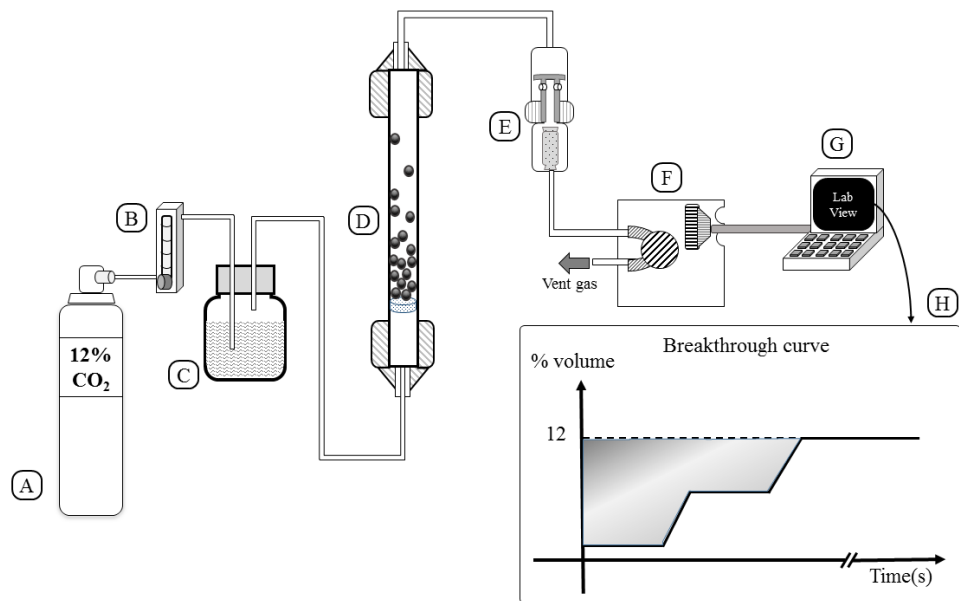 A
12%
CO₂
B
C
D
E
F
Vent gas
G
Lab
View
H
Breakthrough curve
% volume
12
Time(s)